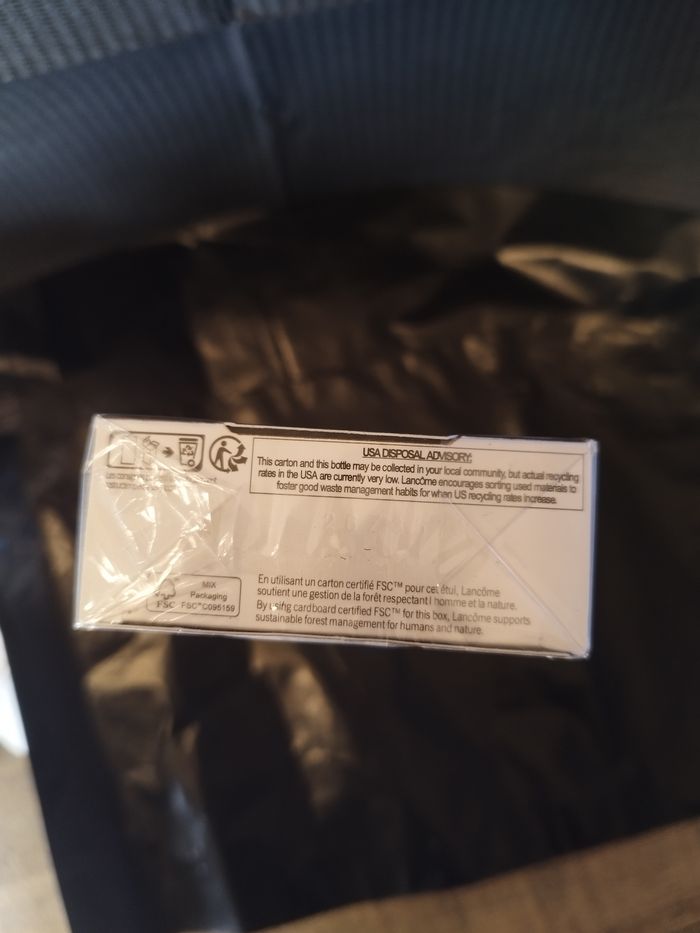 USA DISPOSAL ADVISORY:
This carton and this bottle may be collected in your local community, but actual recycling
rates in the USA are currently very low. Lancôme encourages sorting used materials to
foster good waste management habits for when US recycling rates increase.
MIX
Packaging
FSC FSC™ C095159
En utilisant un carton certifié FSC™ pour cet étui, Lancôme
soutient une gestion de la forêt respectant l'homme et la nature.
By using cardboard certified FSC™ for this box, Lancôme supports
sustainable forest management for humans and nature.